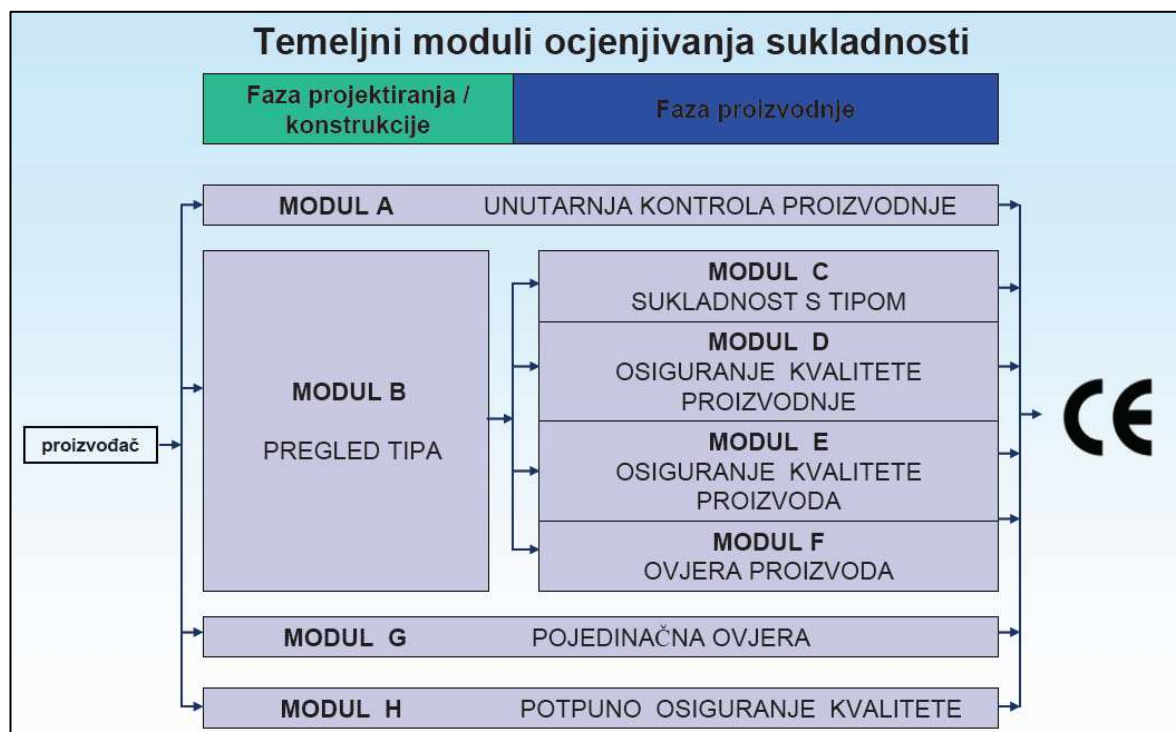 Temeljni moduli ocjenjivanja sukladnosti
Faza projektiranja /
konstrukcije
Faza proizvodnje
MODUL A UNUTARNJA KONTROLA PROIZVODNJE
MODUL B
PREGLED TIPA
MODUL C
SUKLADNOST S TIPOM
MODUL D
OSIGURANJE KVALITETE
PROIZVODNJE
MODUL E
OSIGURANJE KVALITETE
PROIZVODA
MODUL F
OVJERA PROIZVODA
proizvođač
CE
MODUL G POJEDINAČNA OVJERA
MODUL H POTPUNO OSIGURANJE KVALITETE